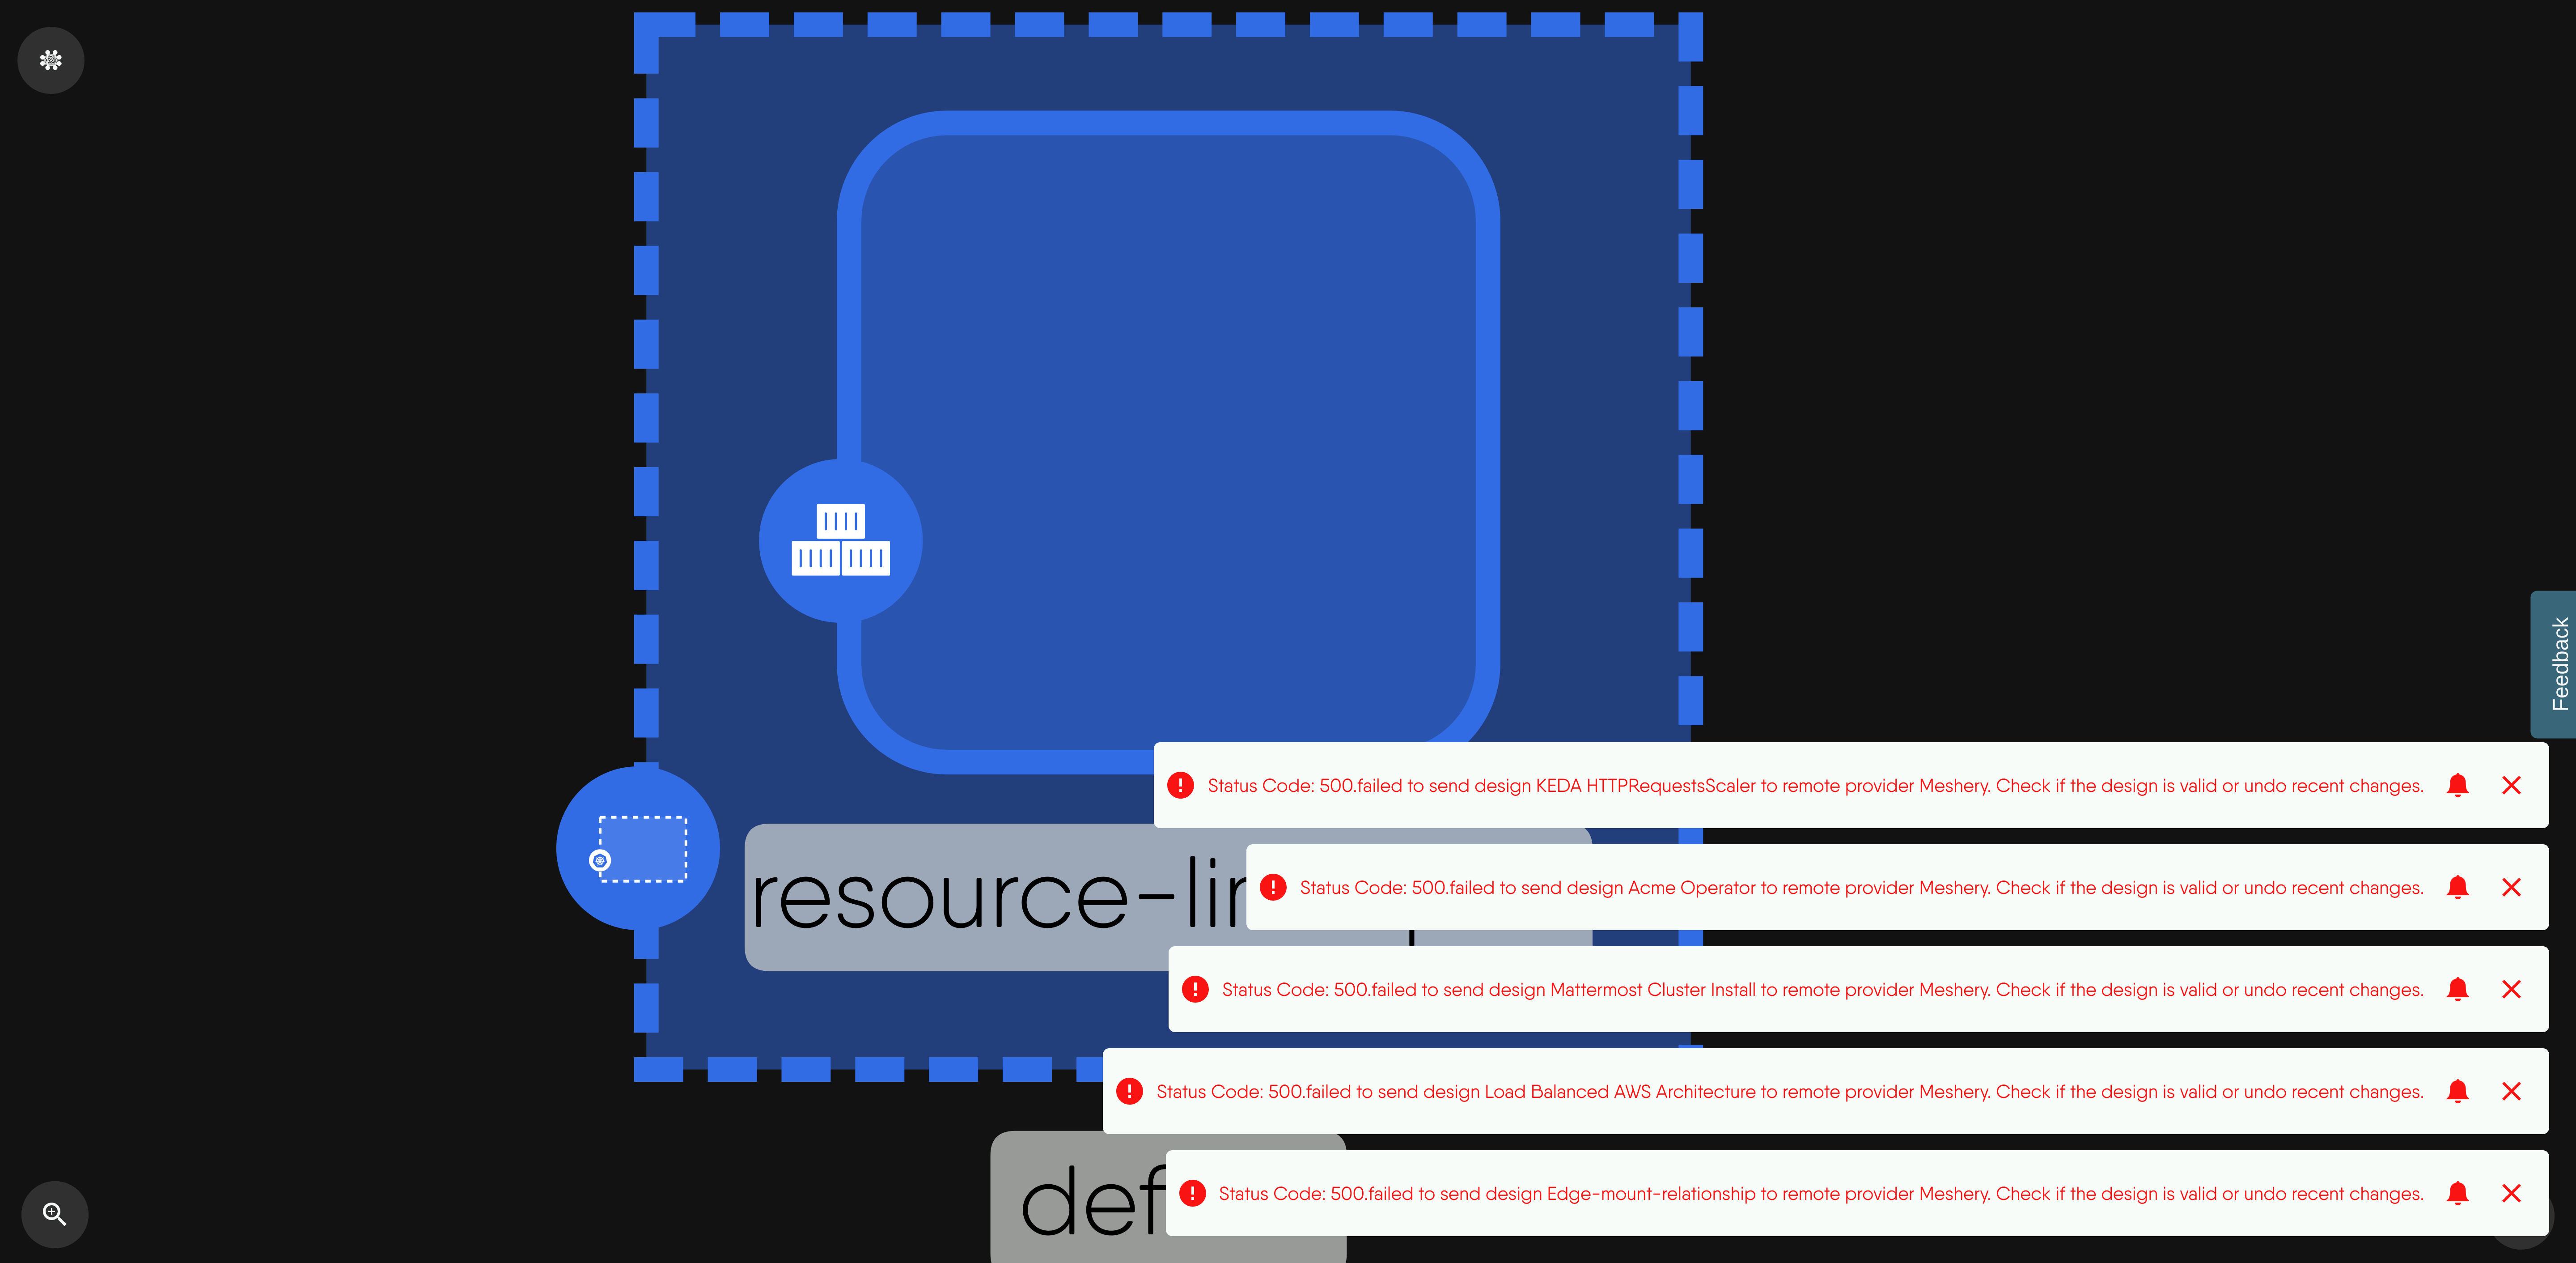 Feedback
Status Code: 500.failed to send design KEDA HTTPRequestsScaler to remote provider Meshery. Check if the design is valid or undo recent changes.
Status Code: 500.failed to send design Acme Operator to remote provider Meshery. Check if the design is valid or undo recent changes.
Status Code: 500.failed to send design Mattermost Cluster Install to remote provider Meshery. Check if the design is valid or undo recent changes.
Status Code: 500.failed to send design Load Balanced AWS Architecture to remote provider Meshery. Check if the design is valid or undo recent changes.
Status Code: 500.failed to send design Edge-mount-relationship to remote provider Meshery. Check if the design is valid or undo recent changes.